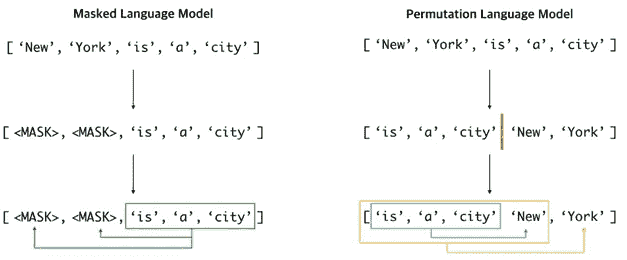 Masked Language Model
[ ‘New’, ‘York’, ‘is’, ‘a’, ‘city’ ]
[ <MASK>, <MASK>, ‘is’, ‘a’, ‘city’ ]
[ <MASK>, <MASK>, ‘is’, ‘a’, ‘city’ ]
Permutation Language Model
[ ‘New’, ‘York’, ‘is’, ‘a’, ‘city’ ]
[ ‘is’, ‘a’, ‘city’ ‘New’, ‘York’ ]
[ ‘is’, ‘a’, ‘city’ ‘New’, ‘York’ ]